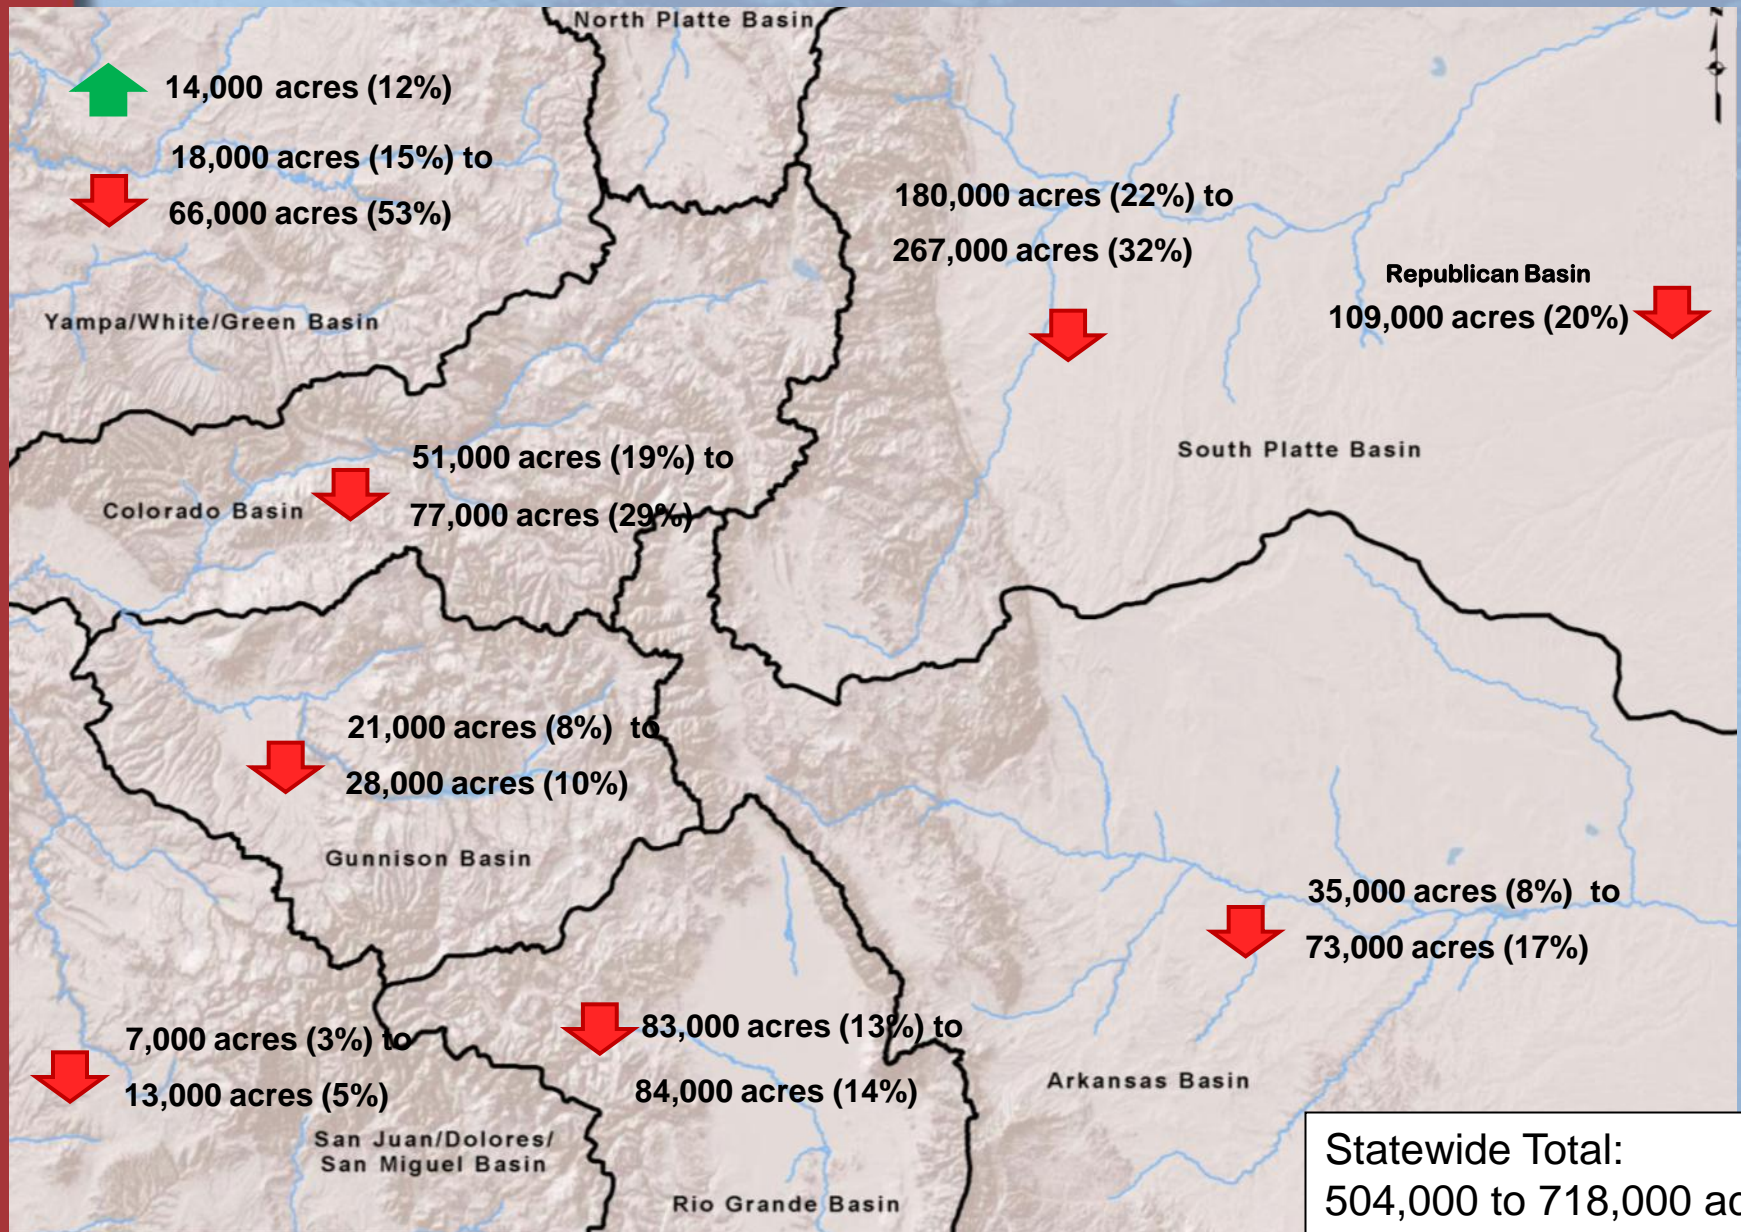 North Platte Basin
N
14,000 acres (12%)
18,000 acres (15%) to
66,000 acres (53%)
Yampa/White/Green Basin
180,000 acres (22%) to
267,000 acres (32%)
Republican Basin
109,000 acres (20%)
South Platte Basin
51,000 acres (19%) to
77,000 acres (29%)
Colorado Basin
21,000 acres (8%) to
28,000 acres (10%)
Gunnison Basin
35,000 acres (8%) to
73,000 acres (17%)
Arkansas Basin
7,000 acres (3%) to
13,000 acres (5%)
San Juan/Dolores/
San Miguel Basin
83,000 acres (13%) to
84,000 acres (14%)
Rio Grande Basin
Statewide Total:
504,000 to 718,000 ac